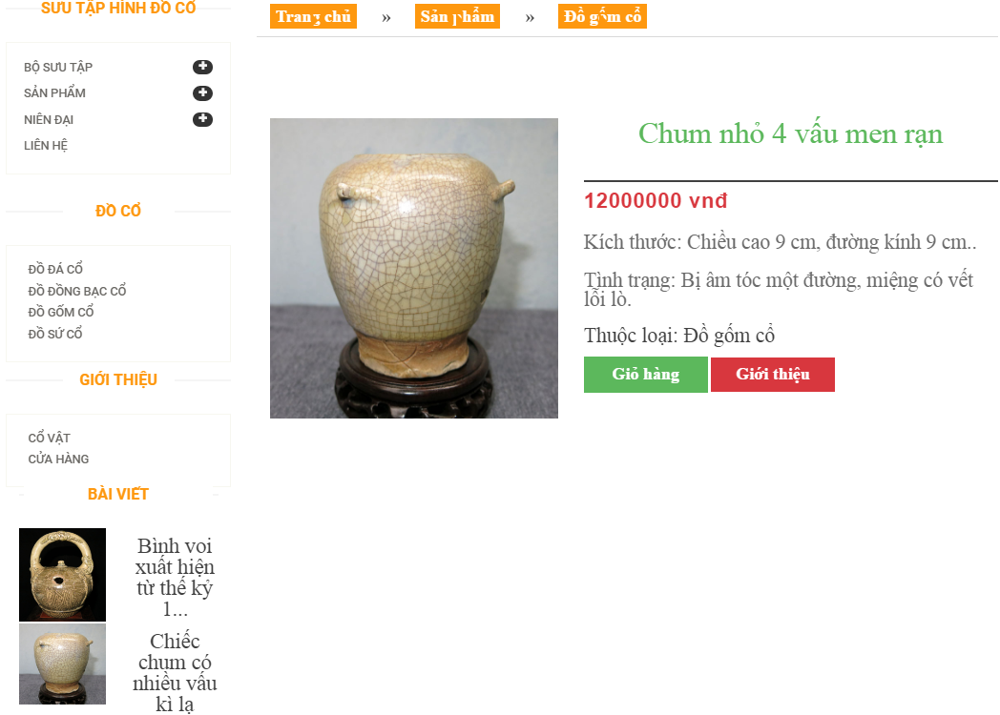 SƯU TẬP HÌNH ĐỒ CỔ
BỘ SƯU TẬP
SẢN PHẨM
NIÊN ĐẠI
LIÊN HỆ
ĐỒ CỔ
ĐỒ ĐÁ CỔ
ĐỒ ĐỒNG BẠC CỔ
ĐỒ GỐM CỔ
ĐỒ SỨ CỔ
GIỚI THIỆU
CỔ VẬT
CỬA HÀNG
BÀI VIẾT
Bình voi
xuất hiện
từ thế kỷ
1...
Chiếc
chum có
nhiều vấu
kì lạ
Trang chủ » Sản phẩm » Đồ gốm cổ
Chum nhỏ 4 vấu men rạn
12000000 vnđ
Kích thước: Chiều cao 9 cm, đường kính 9 cm..
Tình trạng: Bị âm tóc một đường, miệng có vết
lỗi lò.
Thuộc loại: Đồ gốm cổ
Giỏ hàng Giới thiệu